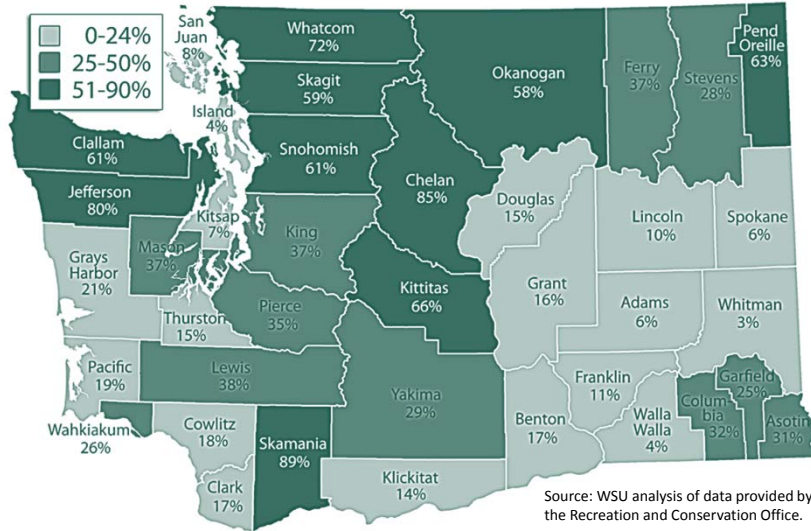 0-24%
25-50%
51-90%
San
Juan
8%
Whatcom
72%
Skagit
59%
Island
4%
Snohomish
61%
Okanogan
58%
Ferry
37%
Stevens
28%
Pend
Oreille
63%
Clallam
61%
Jefferson
80%
Kitsap
7%
Mason
37%
Grays
Harbor
21%
King
37%
Chelan
85%
Douglas
15%
Lincoln
10%
Spokane
6%
Kittitas
66%
Grant
16%
Adams
6%
Whitman
3%
Thurston
15%
Pierce
35%
Pacific
19%
Lewis
38%
Yakima
29%
Wahkiakum
26%
Cowlitz
18%
Clark
17%
Skamania
89%
Klickitat
14%
Benton
17%
Franklin
11%
Walla
Walla
4%
Colum
bia
32%
Garfield
25%
Asotin
31%
Source: WSU analysis of data provided by
the Recreation and Conservation Office.